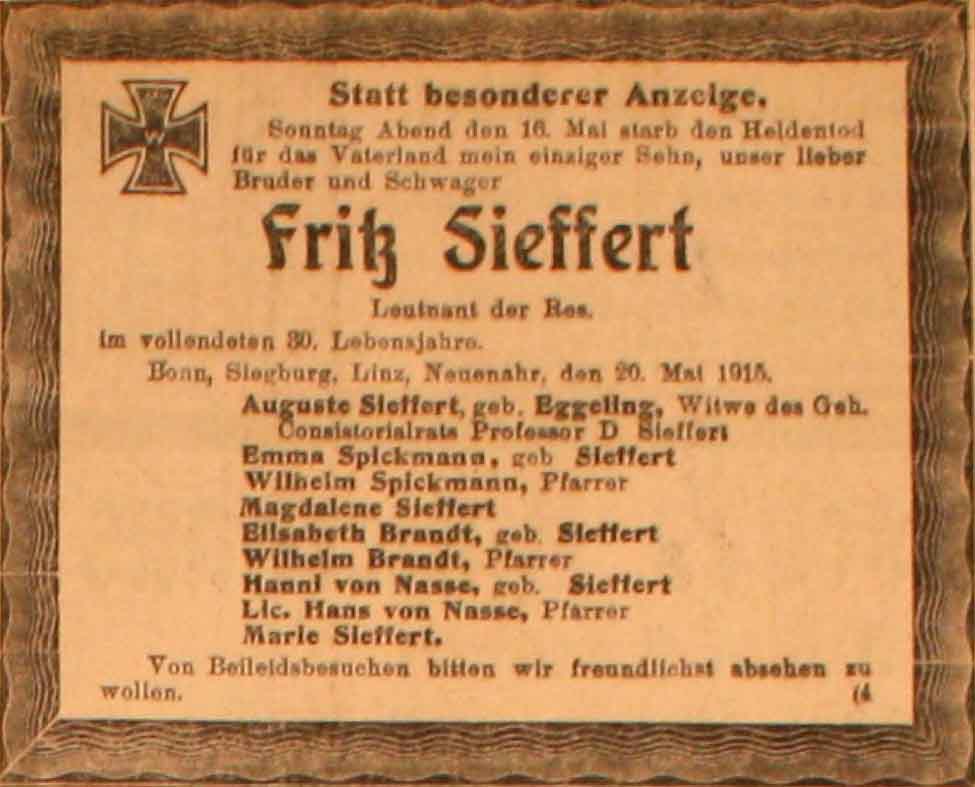 Statt besonderer Anzeige.
Sonntag Abend den 16. Mai starb den Heldentod
für das Vaterland mein einziger Sohn, unser lieber
Bruder und Schwager
Fritz Sieffert
Leutnant der Res.
im vollendeten 30. Lebensjahre.
Bonn, Siegburg, Linz, Neuenahr, den 20. Mai 1915.
Auguste Sieffert, geb. Eggeling, Witwe des Geh.
Consistorialrats Professor D Sieffert
Emma Spickmann, geb Sieffert
Wilhelm Spickmann, Pfarrer
Magdalene Sieffert
Elisabeth Brandt, geb. Sieffert
Wilhelm Brandt, Pfarrer
Hanni von Nasse, geb. Sieffert
Lic. Hans von Nasse, Pfarrer
Marie Sieffert.
Von Beileidsbesuchen bitten wir freundlichst absehen zu
wollen. (4